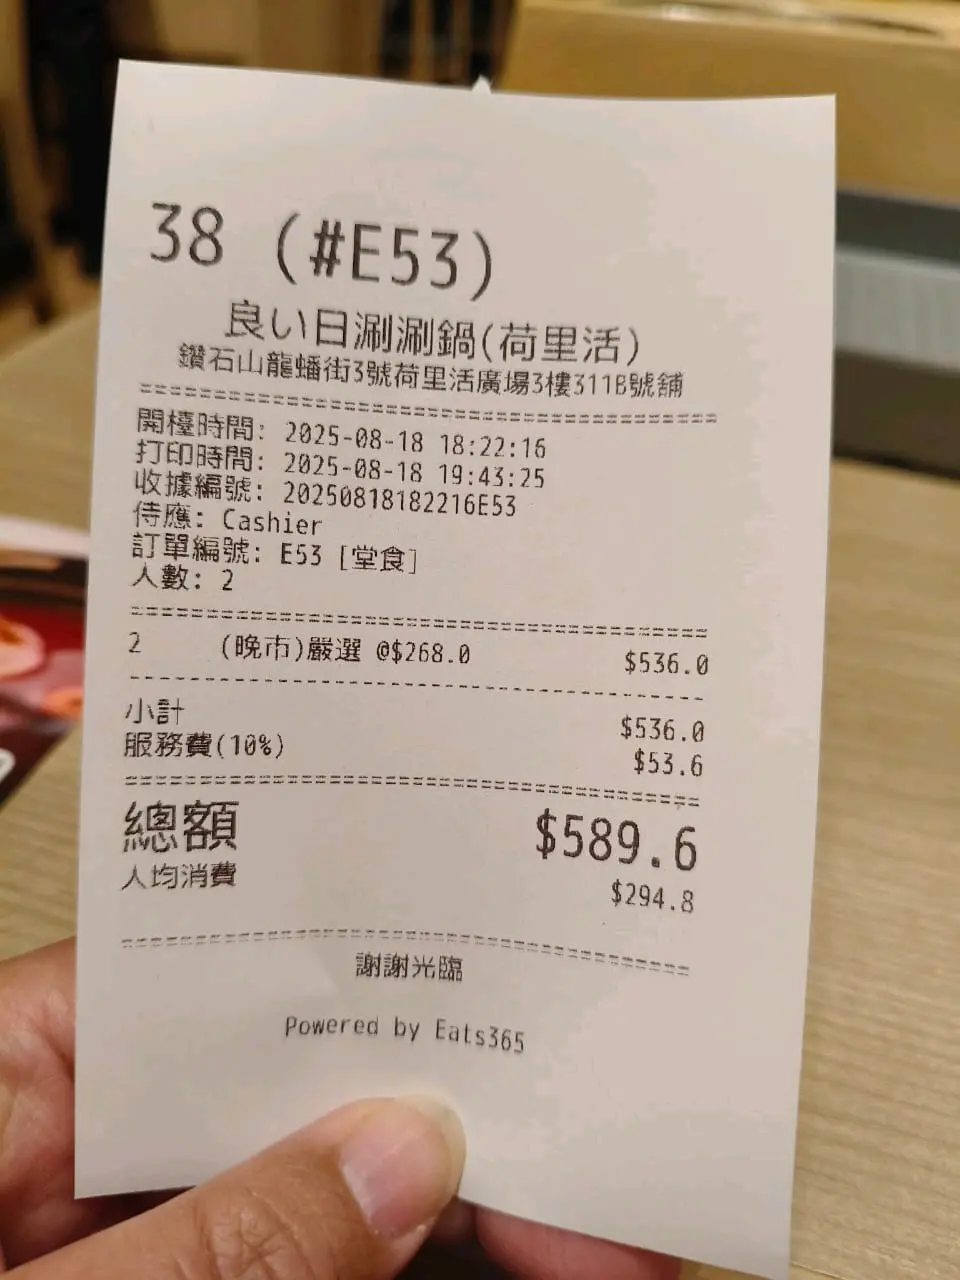 38 (#E53)
良い日涮涮鍋(荷里活)
鑽石山龍蟠街3號荷里活廣場3樓311B號舖
開檯時間: 2025-08-18 18:22:16
打印時間: 2025-08-18 19:43:25
收據編號: 20250818182216E53
侍應: Cashier
訂單編號: E53 [堂食]
人數: 2
2 (晚市)嚴選 @$268.0 $536.0
小計 $536.0
服務費(10%) $53.6
總額 $589.6
人均消費 $294.8
謝謝光臨
Powered by Eats365